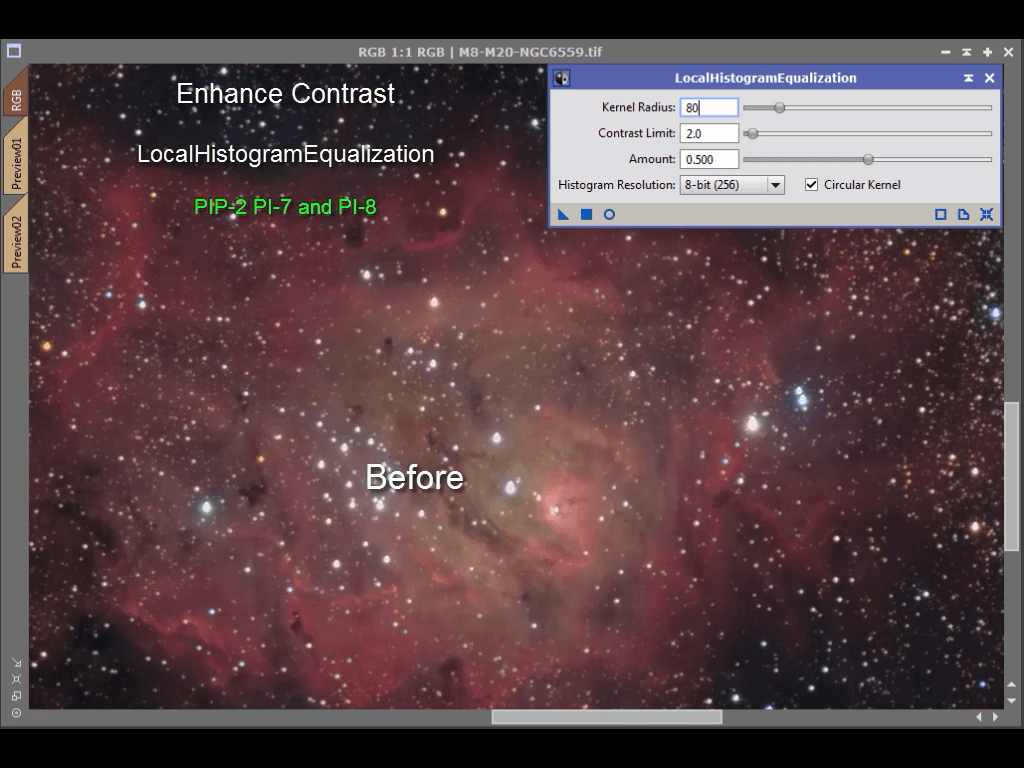 RGB 1:1 RGB | M8-M20-NGC6559.tif
RGB
Preview01
Preview02
Enhance Contrast
LocalHistogramEqualization
PIP-2 PI-7 and PI-8
LocalHistogramEqualization
Kernel Radius: 80
Contrast Limit: 2.0
Amount: 0.500
Histogram Resolution: 8-bit (256) Circular Kernel
Before